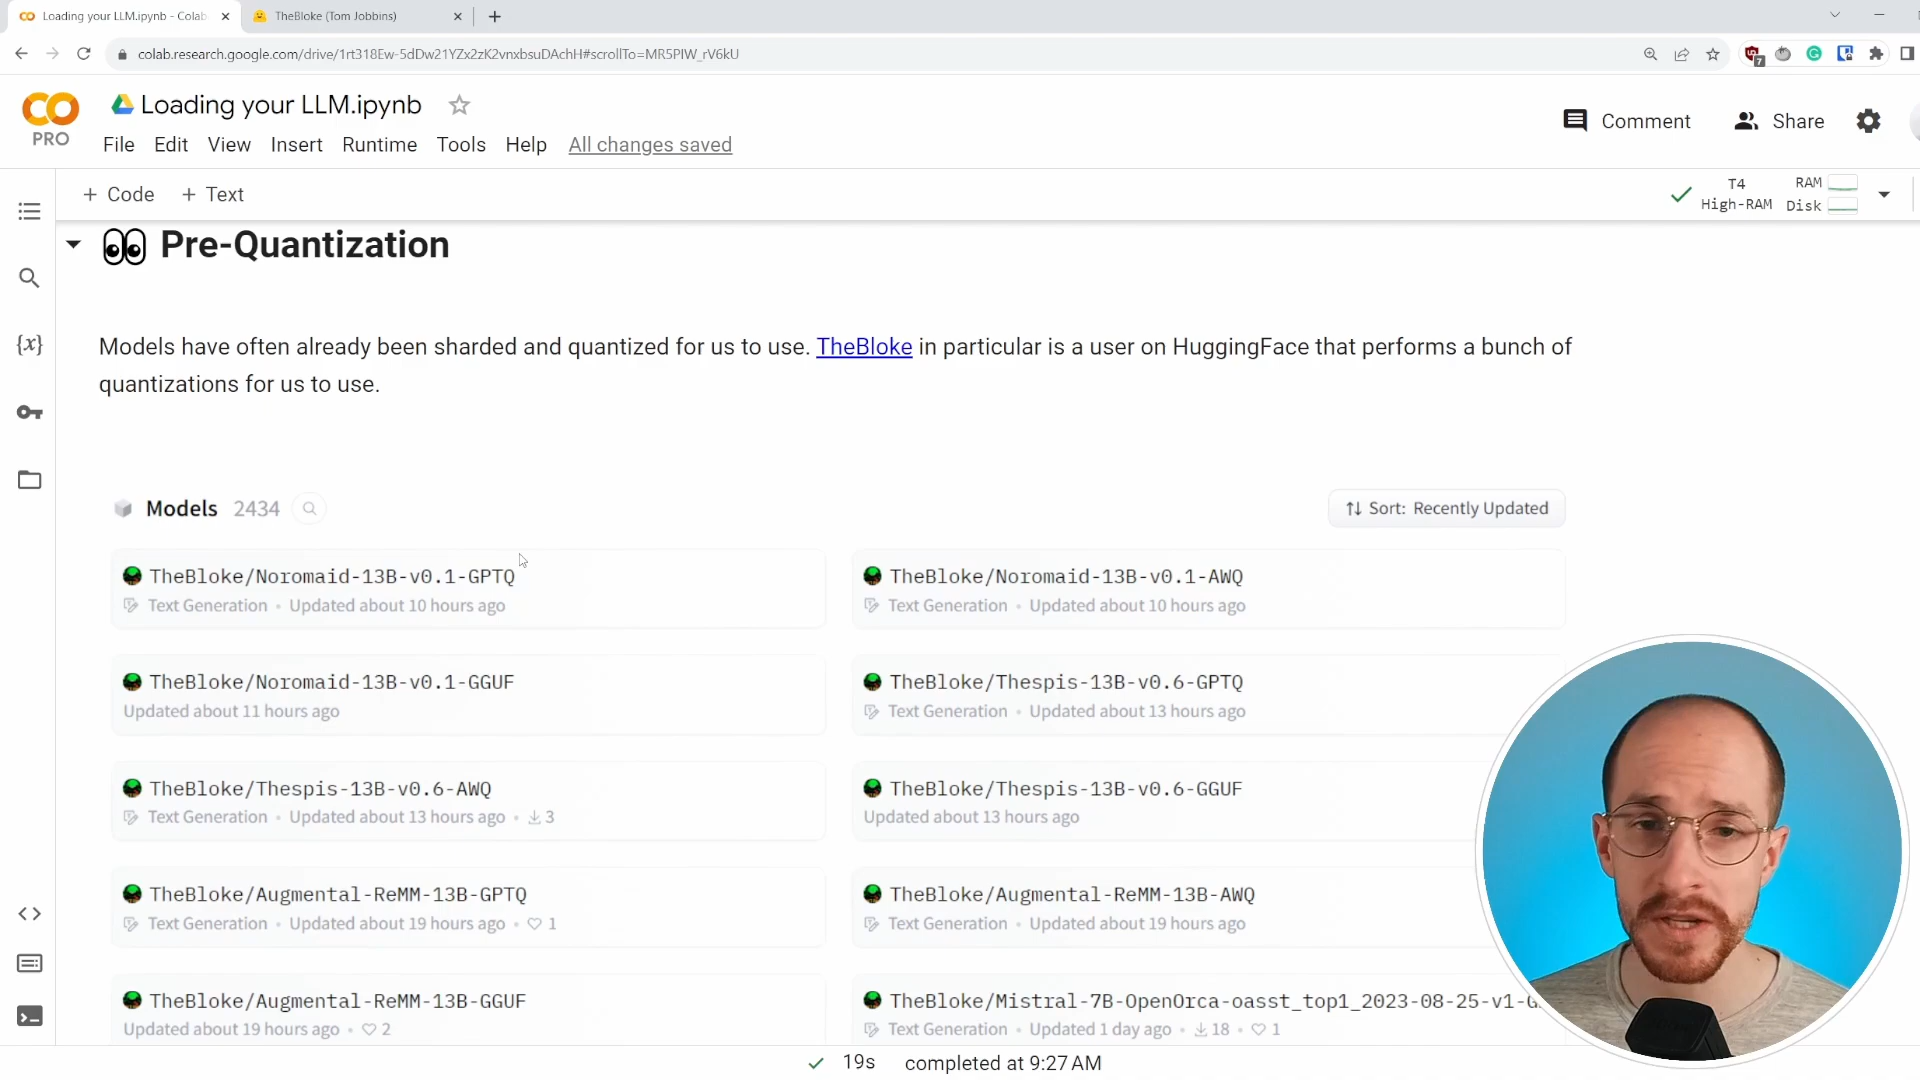 Loading your LLM.ipynb - Colab
TheBloke (Tom Jobbins)
colab.research.google.com/drive/1rt318Ew-5dDw21YZx2zK2vnxbsuDAchH#scrollTo=MR5PIW_rV6kU
7
PRO
Loading your LLM.ipynb
File Edit View Insert Runtime Tools Help All changes saved
Comment
Share
+ Code + Text
T4
High-RAM
RAM
Disk
{x}
Pre-Quantization
Models have often already been sharded and quantized for us to use. TheBloke in particular is a user on HuggingFace that performs a bunch of
quantizations for us to use.
Models 2434
Sort: Recently Updated
TheBloke/Noromaid-13B-v0.1-GPTQ
Text Generation • Updated about 10 hours ago
TheBloke/Noromaid-13B-v0.1-AWQ
Text Generation • Updated about 10 hours ago
TheBloke/Noromaid-13B-v0.1-GGUF
Updated about 11 hours ago
TheBloke/Thespis-13B-v0.6-GPTQ
Text Generation • Updated about 13 hours ago
TheBloke/Thespis-13B-v0.6-AWQ
Text Generation • Updated about 13 hours ago • 3
TheBloke/Thespis-13B-v0.6-GGUF
Updated about 13 hours ago
TheBloke/Augmental-ReMM-13B-GPTQ
Text Generation • Updated about 19 hours ago • 1
TheBloke/Augmental-ReMM-13B-AWQ
Text Generation • Updated about 19 hours ago
TheBloke/Augmental-ReMM-13B-GGUF
Updated about 19 hours ago • 2
TheBloke/Mistral-7B-OpenOrca-oasst_top1_2023-08-25-v1-G
Text Generation • Updated 1 day ago • 18 • 1
19s completed at 9:27 AM